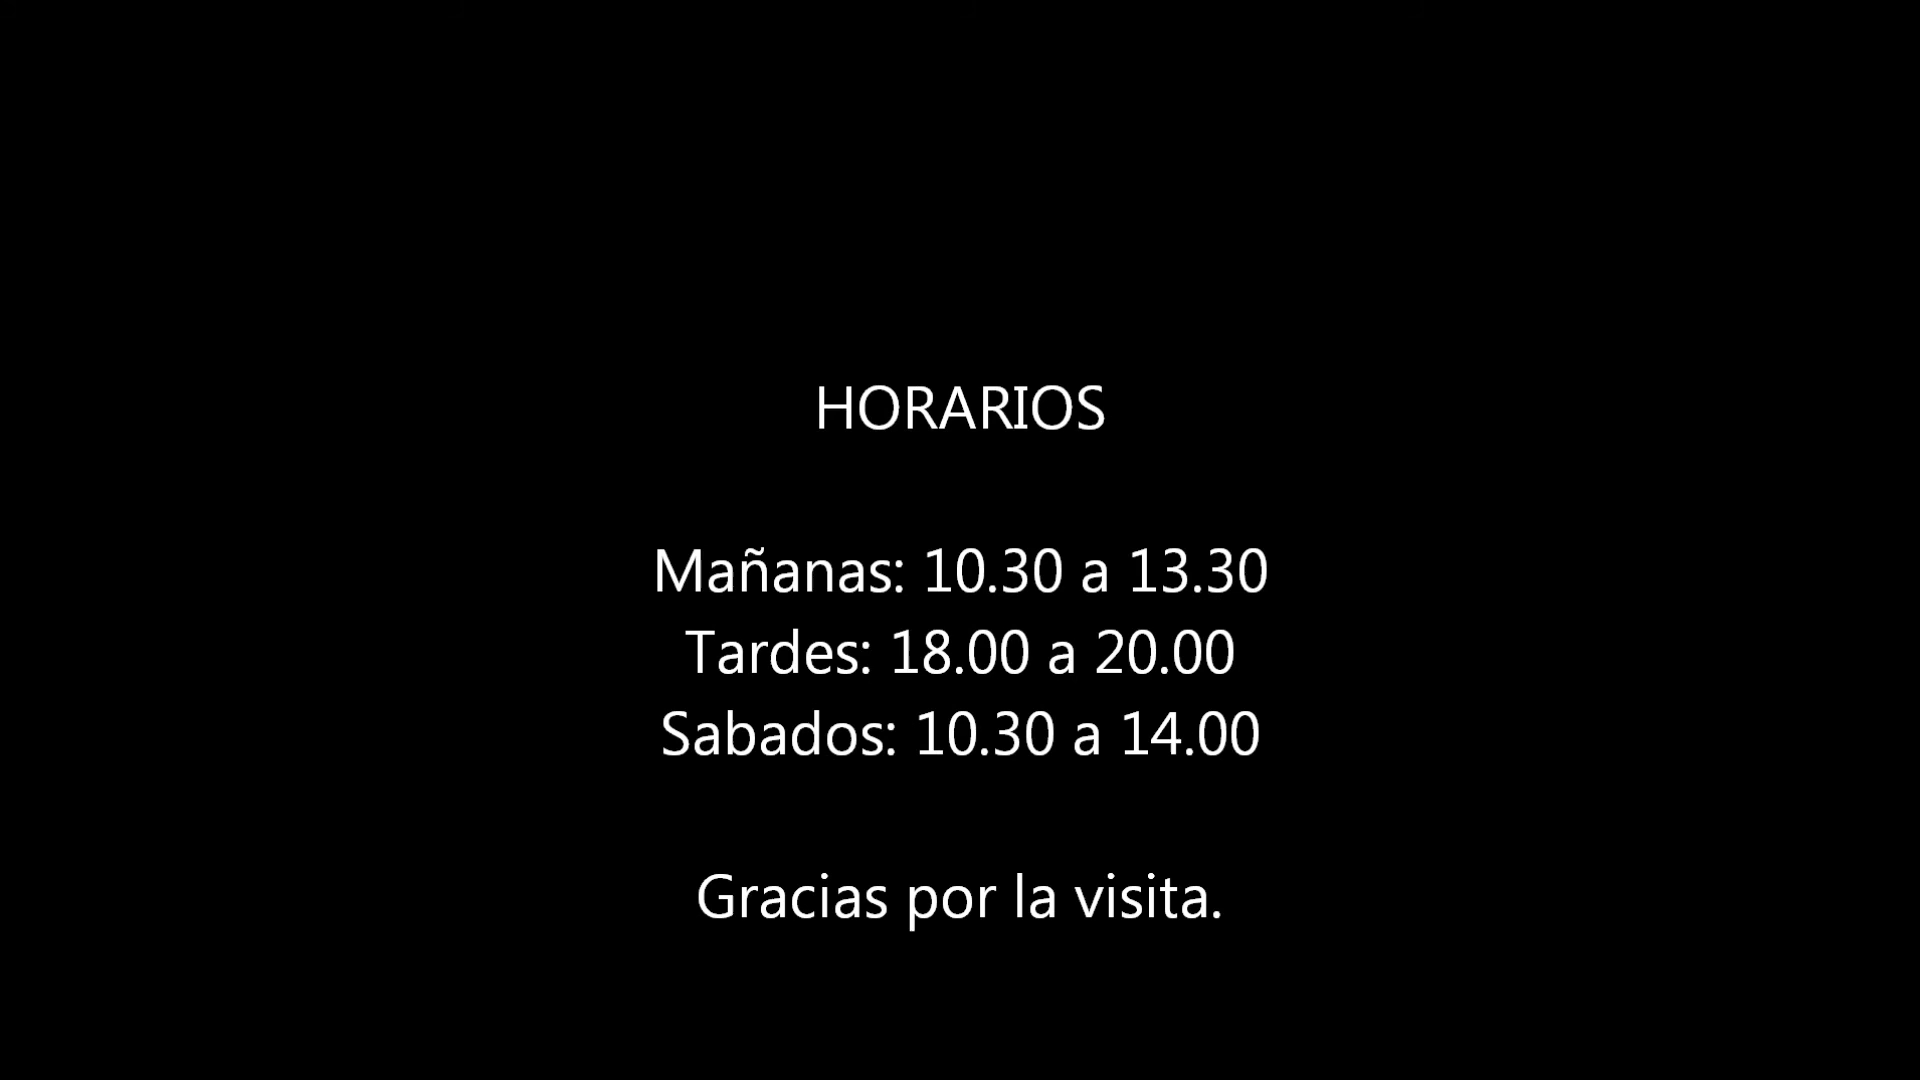 HORARIOS
Mañanas: 10.30 a 13.30
Tardes: 18.00 a 20.00
Sabados: 10.30 a 14.00
Gracias por la visita.